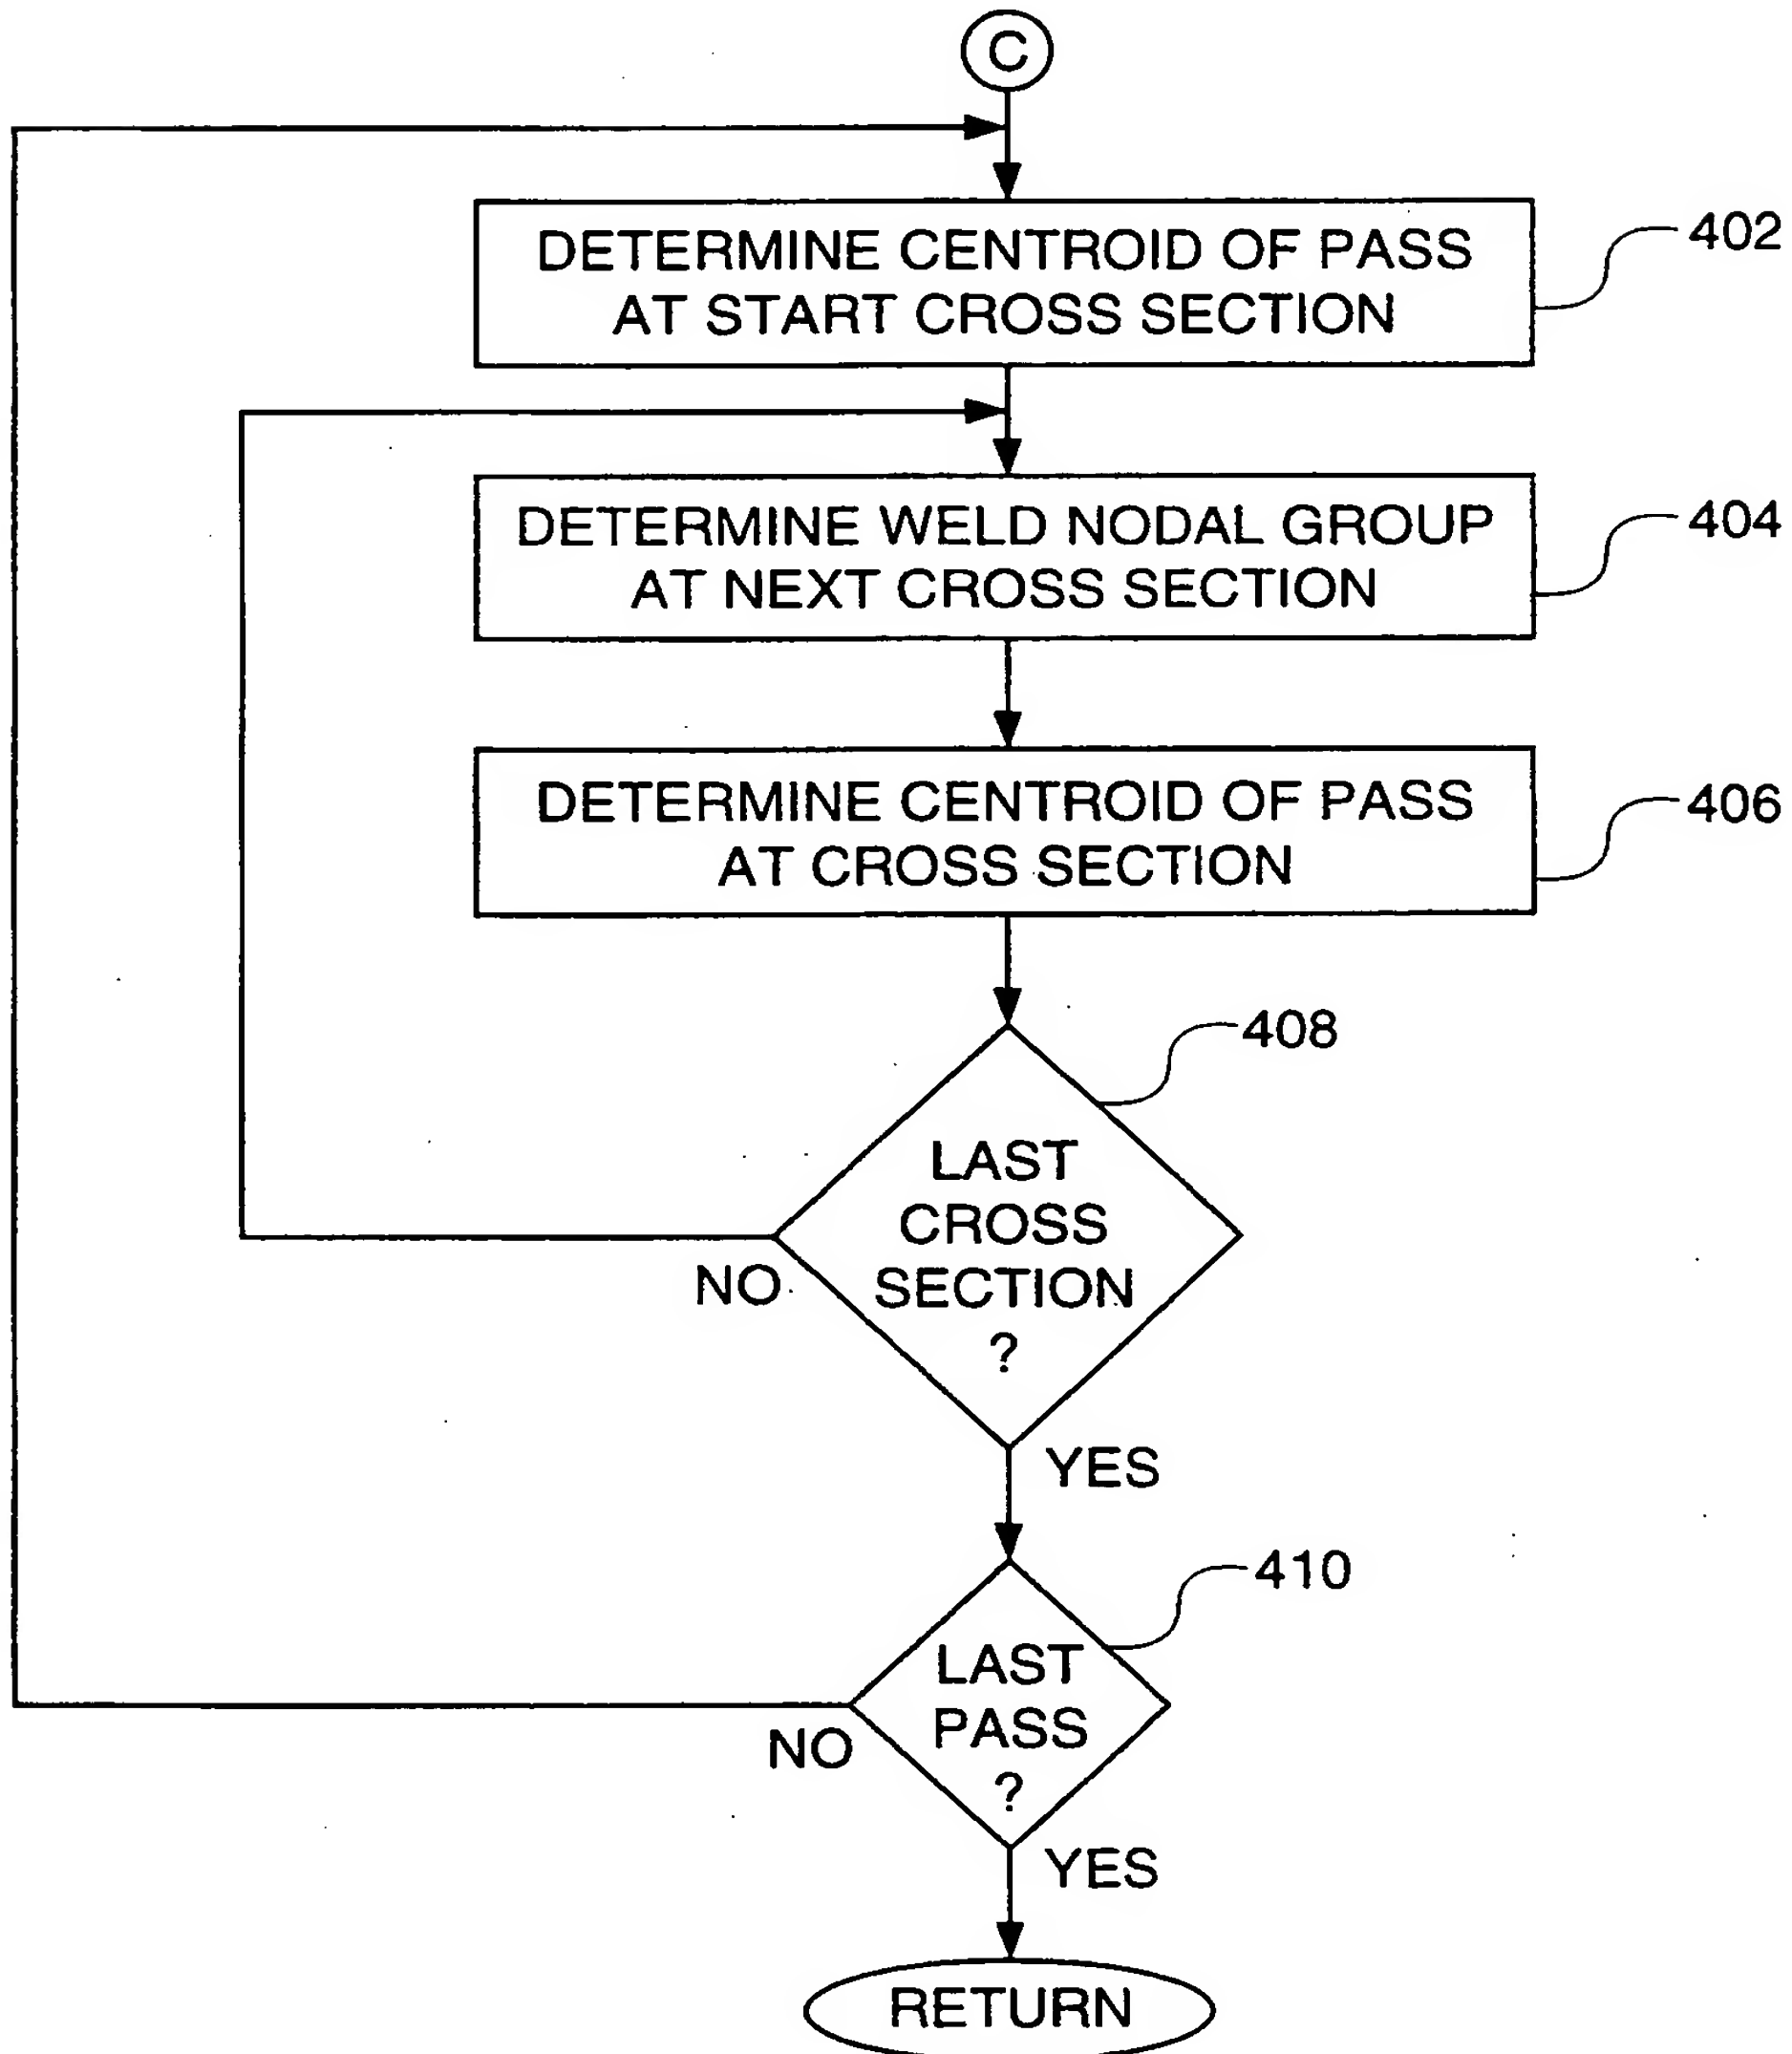 C
DETERMINE CENTROID OF PASS
AT START CROSS SECTION
402
DETERMINE WELD NODAL GROUP
AT NEXT CROSS SECTION
404
DETERMINE CENTROID OF PASS
AT CROSS SECTION
406
408
LAST
CROSS
SECTION
?
NO
YES
410
LAST
PASS
?
NO
YES
RETURN